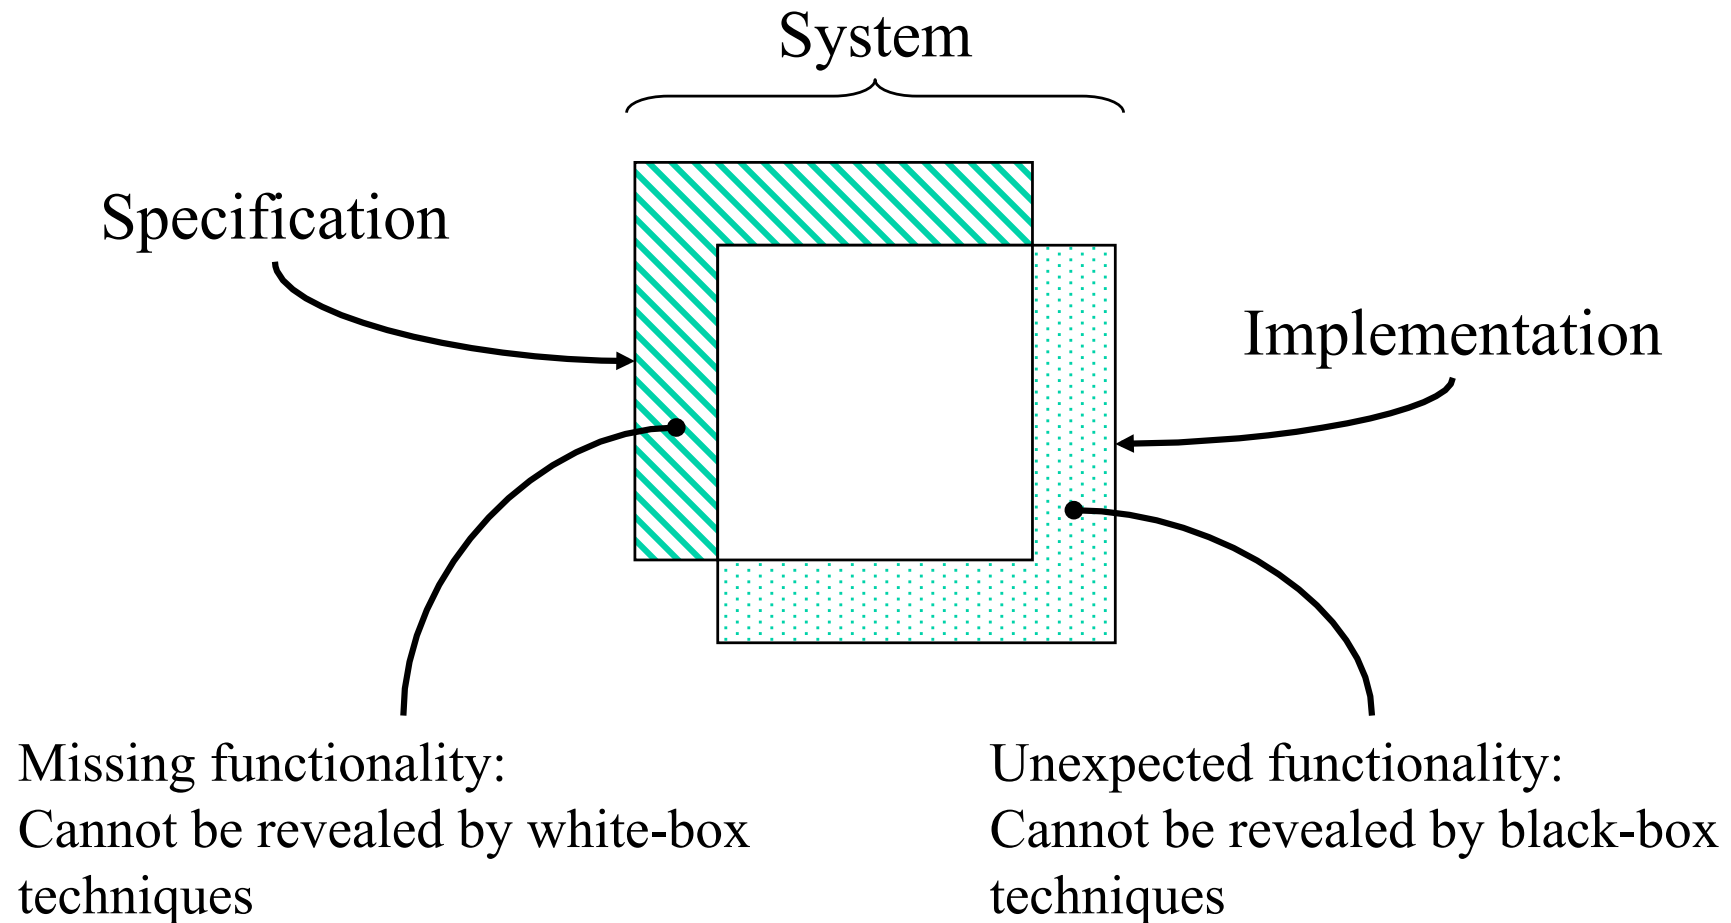 System
Specification
Implementation
Missing functionality:
Cannot be revealed by white-box
techniques
Unexpected functionality:
Cannot be revealed by black-box
techniques